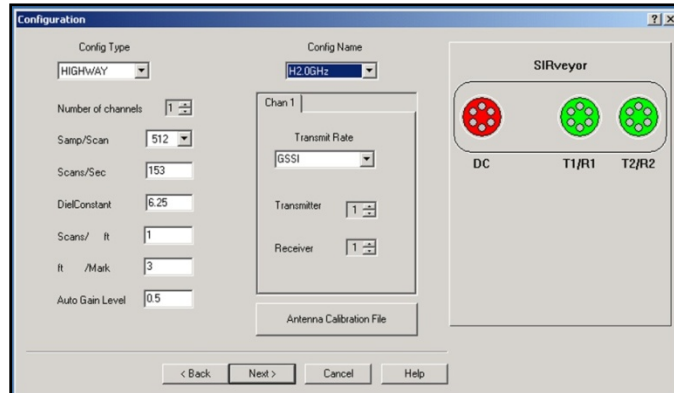 Configuration
Config Type
HIGHWAY
Config Name
H2.0GHz
Number of channels 1
Samp/Scan 512
Scans/Sec 153
DielConstant 6.25
Scans/ ft 1
ft /Mark 3
Auto Gain Level 0.5
Chan 1
Transmit Rate
GSSI
Transmitter 1
Receiver 1
Antenna Calibration File
SIRveyor
DC T1/R1 T2/R2
< Back Next > Cancel Help